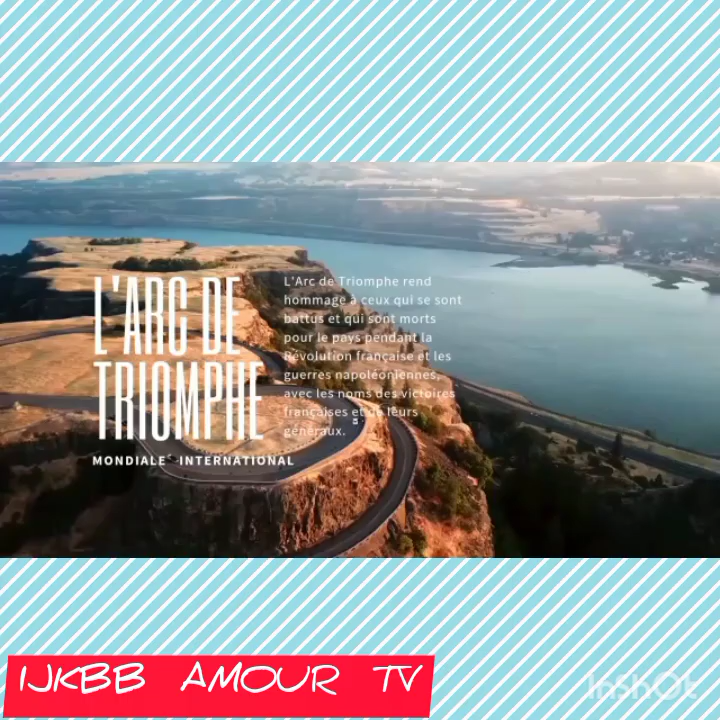 L'ARC DE
TRIOMPHE
MONDIALE INTERNATIONAL
L'Arc de Triomphe rend
hommage à ceux qui se sont
battus et qui sont morts
pour le pays pendant la
Révolution française et les
guerres napoléoniennes,
avec les noms des victoires
françaises et de leurs
généraux.
IJKBB AMOUR TV
InShOt